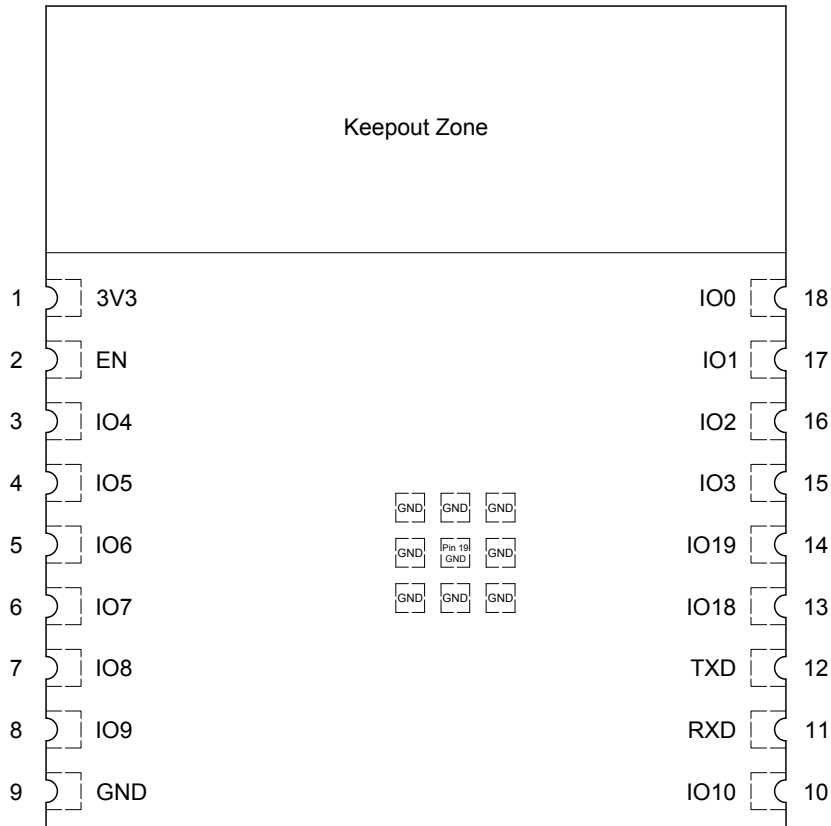 Keepout Zone
1 3V3 IO0 18
2 EN IO1 17
3 IO4 IO2 16
4 IO5 IO3 15
GND GND GND
5 IO6 GND Pin 19 GND GND IO19 14
6 IO7 GND GND GND IO18 13
7 IO8 TXD 12
8 IO9 RXD 11
9 GND IO10 10